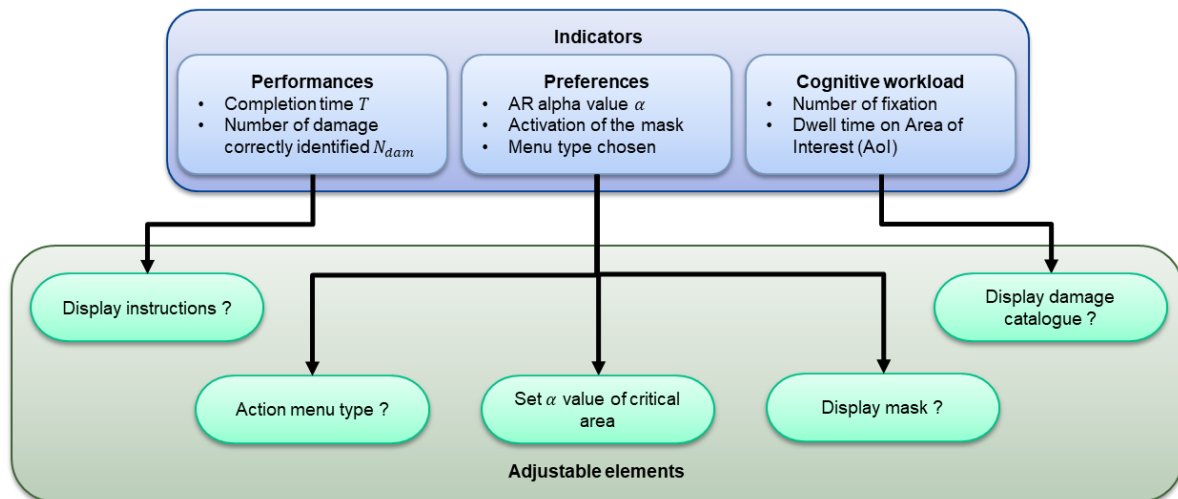 Indicators
Performances
• Completion time T
• Number of damage
correctly identified N_dam
Preferences
• AR alpha value α
• Activation of the mask
• Menu type chosen
Cognitive workload
• Number of fixation
• Dwell time on Area of
Interest (AoI)
Display instructions ?
Display damage
catalogue ?
Action menu type ?
Set α value of critical
area
Display mask ?
Adjustable elements